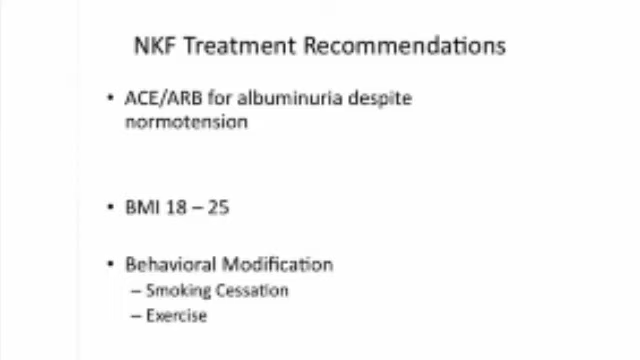 NKF Treatment Recommendations
• ACE/ARB for albuminuria despite
normotension
• BMI 18 – 25
• Behavioral Modification
– Smoking Cessation
– Exercise